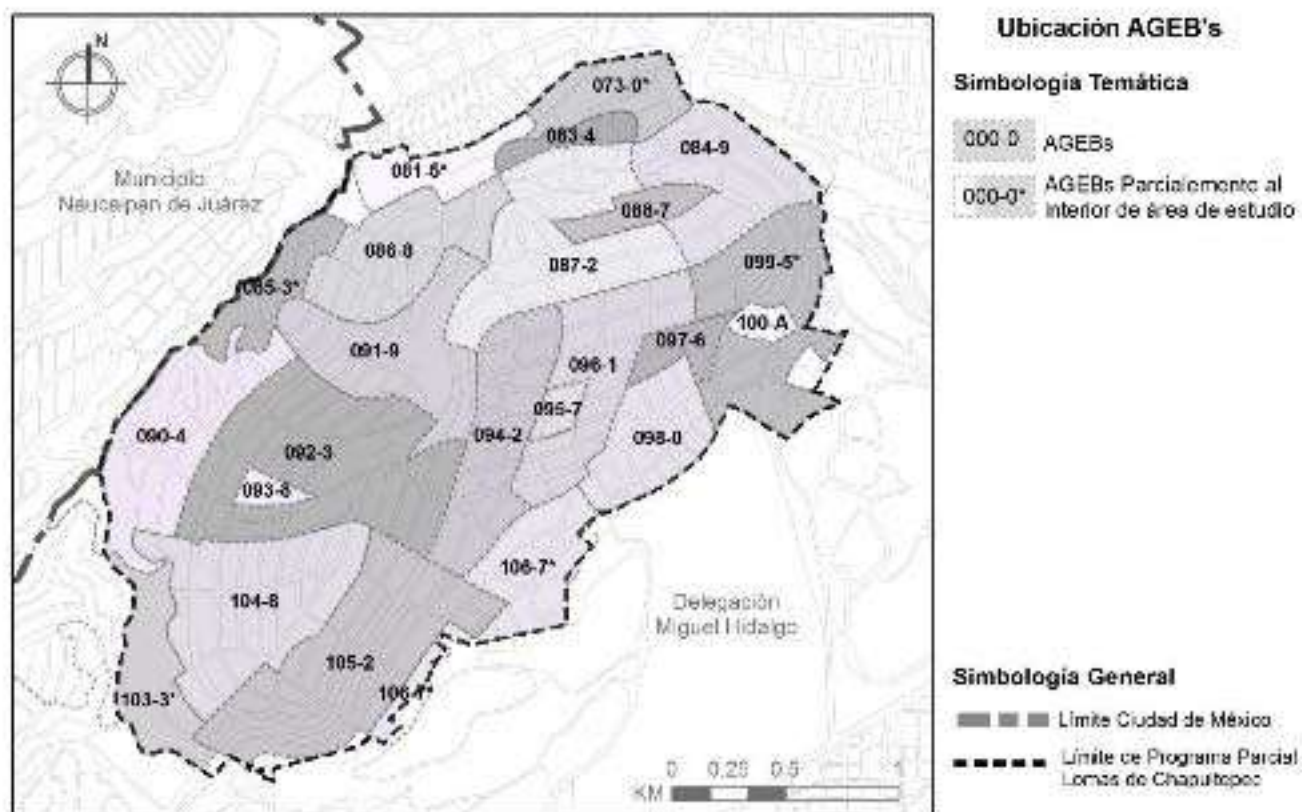 N
073-0*
083-4
084-9
081-5*
Municipio
Naucalpan de Juárez
086-8
088-7
085-3*
087-2
099-5*
100-A
091-9
097-6
096-1
095-7
090-4
092-3
094-2
098-0
093-8
106-7*
104-8
Delegación
Miguel Hidalgo
105-2
103-3*
106-7*
0 0.25 0.5 1
KM
Ubicación AGEB's
Simbología Temática
000-0 AGEBs
000-0* AGEBs Parcialemente al
interior de área de estudio
Simbología General
Límite Ciudad de México
Límite de Programa Parcial
Lomas de Chapultepec